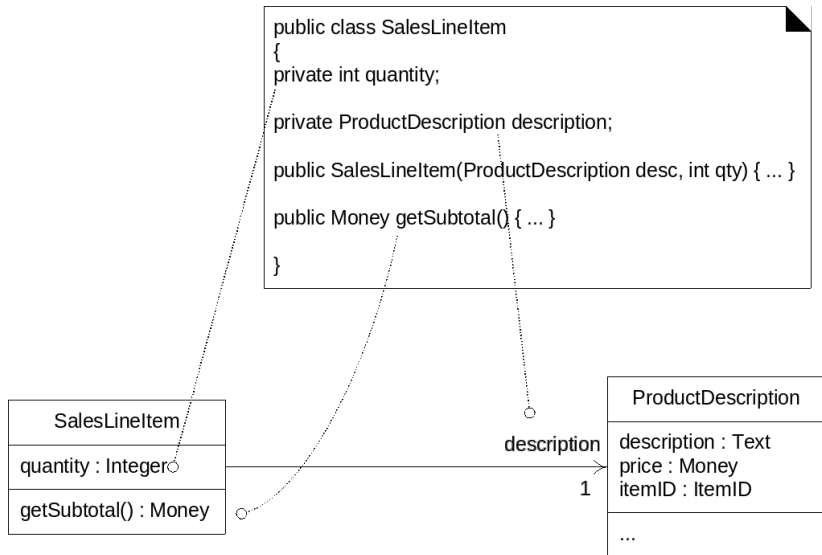 public class SalesLineItem
{
private int quantity;
private ProductDescription description;
public SalesLineItem(ProductDescription desc, int qty) { ... }
public Money getSubtotal() { ... }
}
SalesLineItem
quantity : Integer
getSubtotal() : Money
description
1
ProductDescription
description : Text
price : Money
itemID : ItemID
...